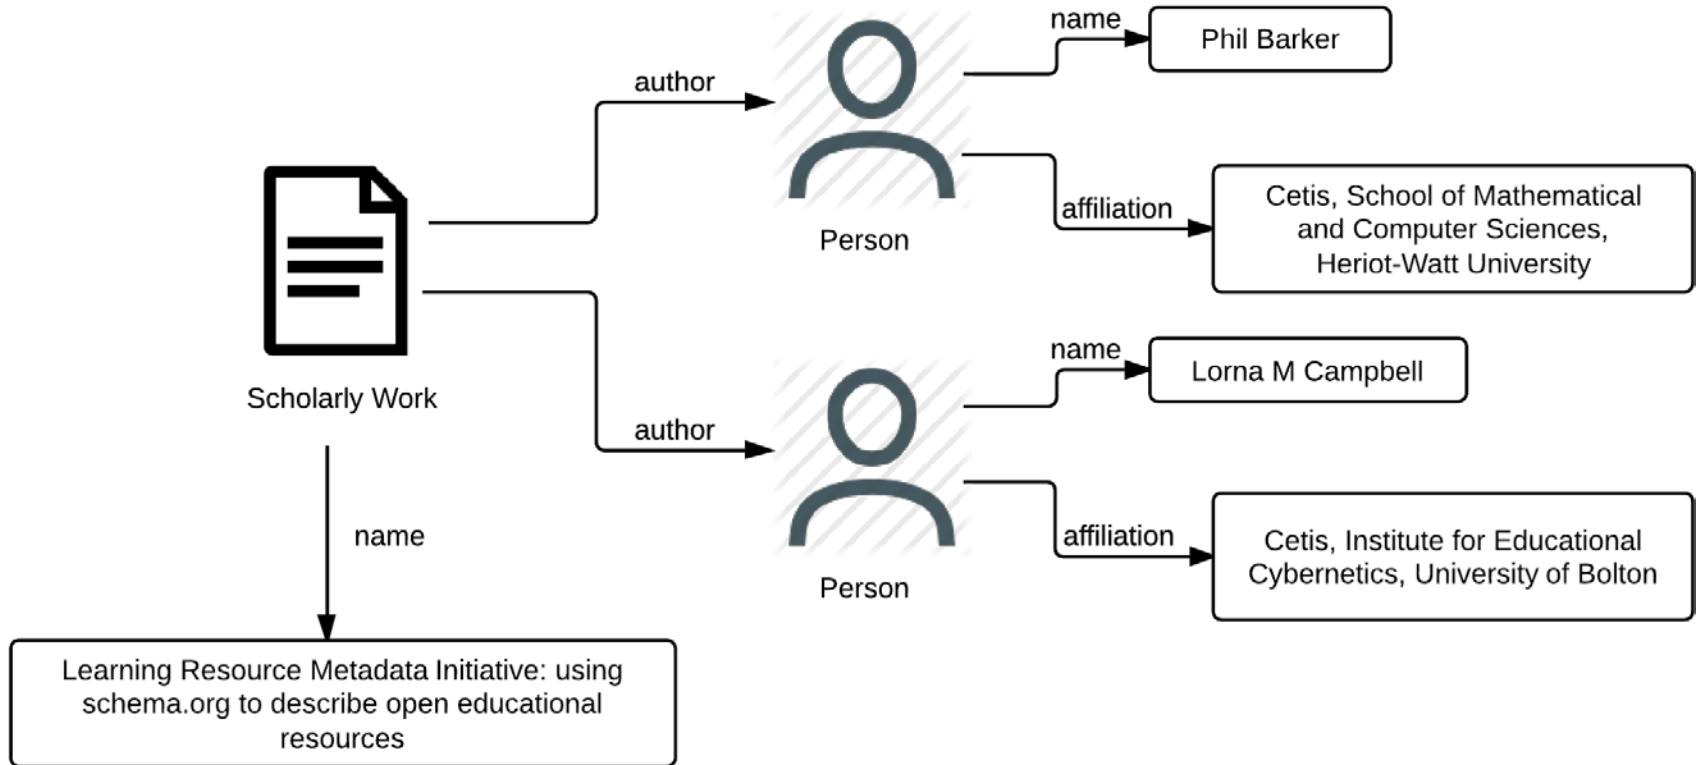 name
Phil Barker
author
Person
affiliation
Cetis, School of Mathematical
and Computer Sciences,
Heriot-Watt University
Scholarly Work
name
Lorna M Campbell
author
Person
affiliation
Cetis, Institute for Educational
Cybernetics, University of Bolton
name
Learning Resource Metadata Initiative: using
schema.org to describe open educational
resources